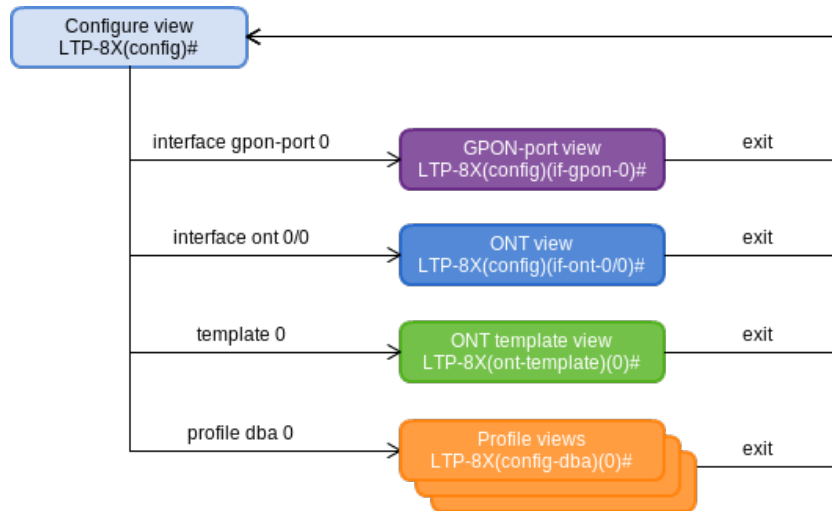 Configure view
LTP-8X(config)#
interface gpon-port 0
GPON-port view
LTP-8X(config)(if-gpon-0)#
exit
interface ont 0/0
ONT view
LTP-8X(config)(if-ont-0/0)#
exit
template 0
ONT template view
LTP-8X(ont-template)(0)#
exit
profile dba 0
Profile views
LTP-8X(config-dba)(0)#
exit